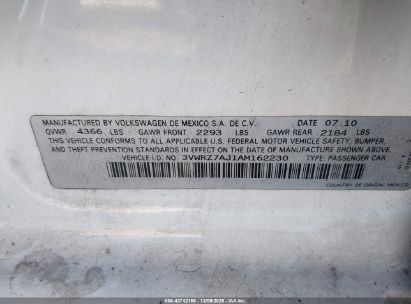 MANUFACTURED BY VOLKSWAGEN DE MEXICO S.A. DE C.V. DATE 07.10
GVWR 4366 LBS GAWR FRONT 2293 LBS GAWR REAR 2184 LBS
THIS VEHICLE CONFORMS TO ALL APPLICABLE U.S. FEDERAL MOTOR VEHICLE SAFETY, BUMPER,
AND THEFT PREVENTION STANDARDS IN EFFECT ON THE DATE OF MANUFACTURE SHOWN ABOVE.
VEHICLE I.D. NO. 3VWRZ7AJ1AM162230 TYPE: PASSENGER CAR
COUNTRY OF ORIGIN: MEXICO